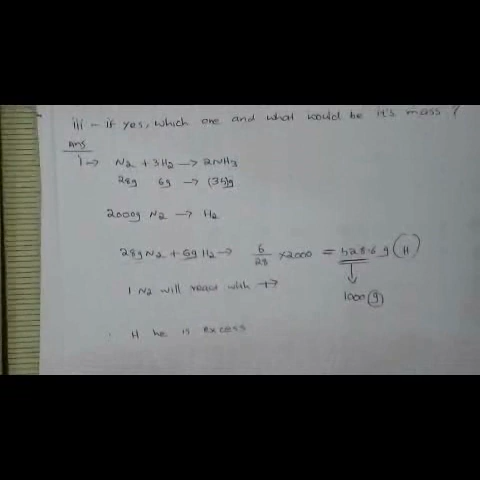 iii - if yes, which one and what would be it's mass?
Ans
1 → N2 + 3H2 → 2NH3
28g 6g → (34)g
2000g N2 → H2
28g N2 + 6g H2 → 6/28 × 2000 = 428.6 g (H)
1 N2 will react with →
1000 g
H he is excess